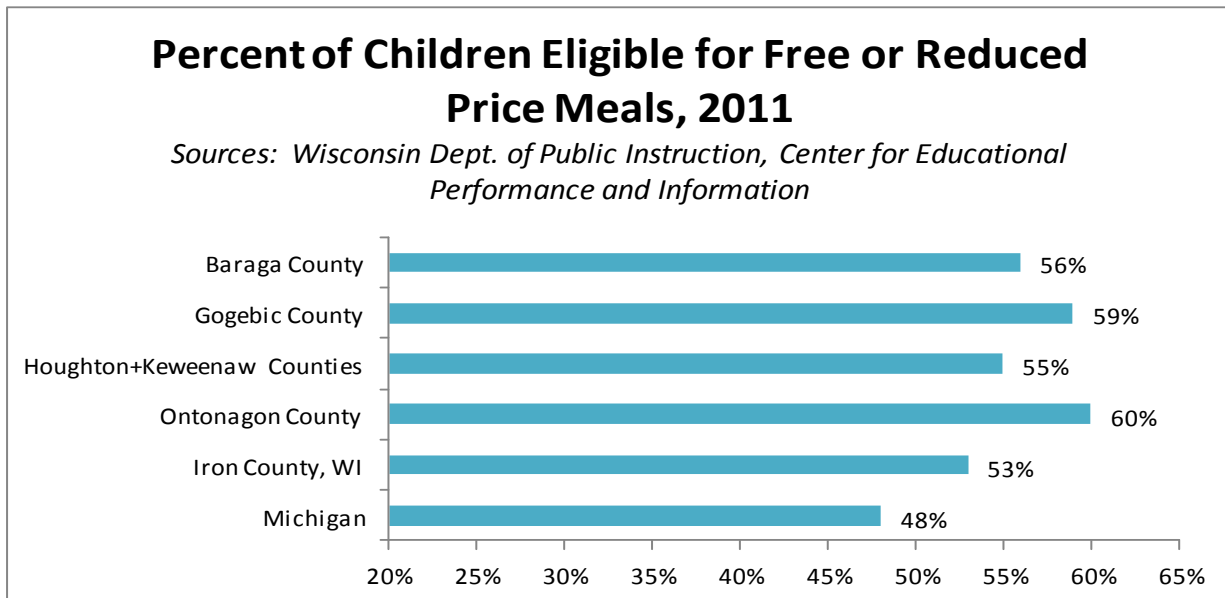 Percent of Children Eligible for Free or Reduced
Price Meals, 2011
Sources: Wisconsin Dept. of Public Instruction, Center for Educational
Performance and Information
Baraga County 56%
Gogebic County 59%
Houghton+Keweenaw Counties 55%
Ontonagon County 60%
Iron County, WI 53%
Michigan 48%
20% 25% 30% 35% 40% 45% 50% 55% 60% 65%